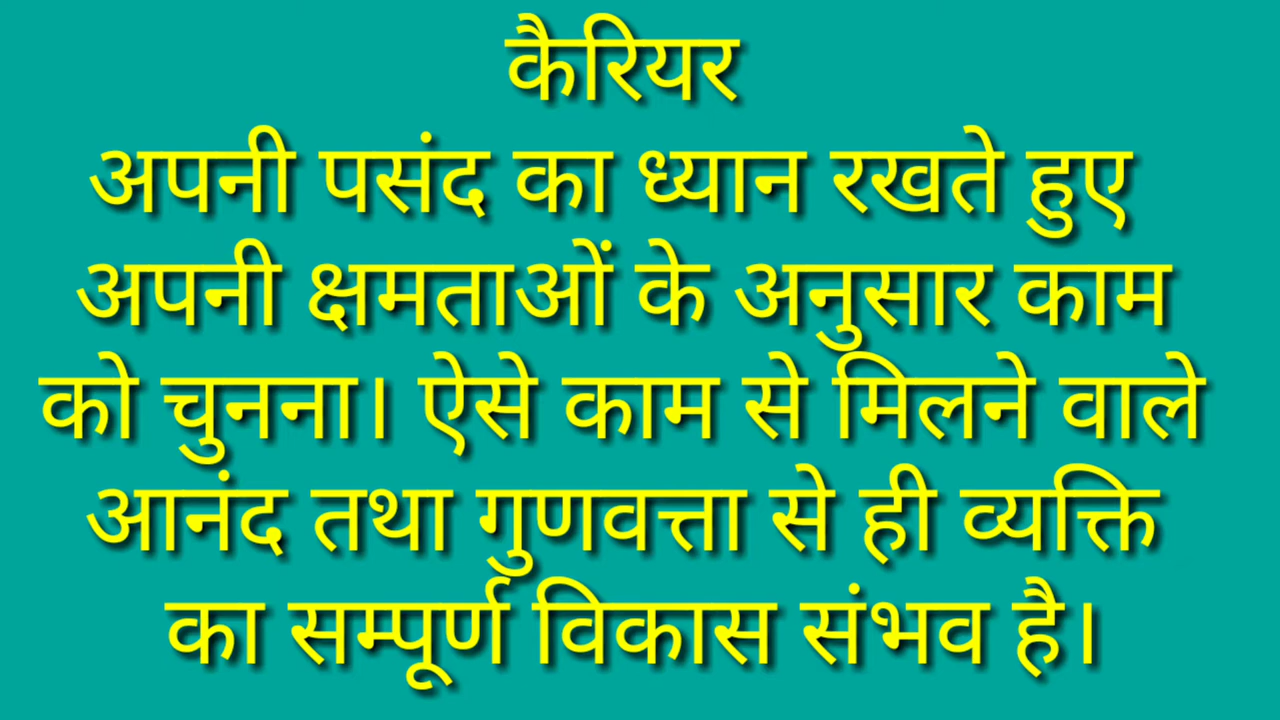 कैरियर
अपनी पसंद का ध्यान रखते हुए
अपनी क्षमताओं के अनुसार काम
को चुनना। ऐसे काम से मिलने वाले
आनंद तथा गुणवत्ता से ही व्यक्ति
का सम्पूर्ण विकास संभव है।